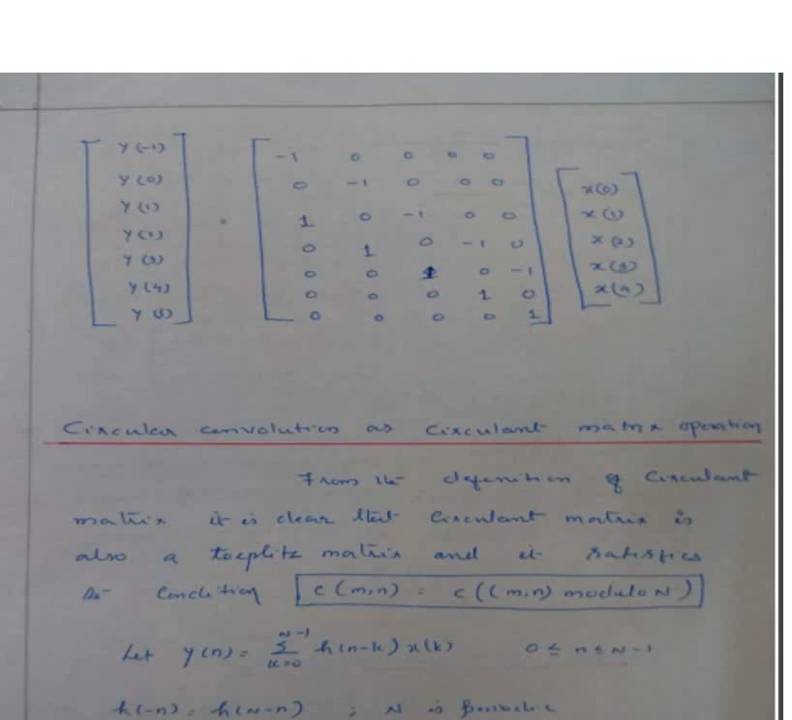 [ y(-1) y(0) y(1) y(2) y(3) y(4) y(5) ] = [
-1 0 0 0 0
0 -1 0 0 0
1 0 -1 0 0
0 1 0 -1 0
0 0 1 0 -1
0 0 0 1 0
0 0 0 0 1
] [ x(0) x(1) x(2) x(3) x(4) ]
Circular convolution as circulant matrix operation
From the defenition of Circulant
matrix it is clear that circulant matrix is
also a toeplitz matrix and it satisfies
the condition c(m,n) = c((m,n) modulo N)
Let y(n) = Σ_{k=0}^{N-1} h(n-k) x(k) 0 ≤ n ≤ N-1
h(-n) = h(N-n) ; N is periodic